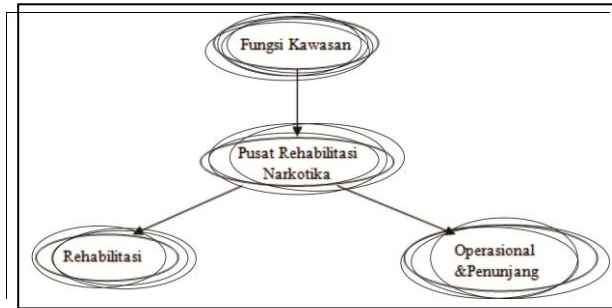 Fungsi Kawasan
Pusat Rehabilitasi
Narkotika
Rehabilitasi
Operasional
&Penunjang